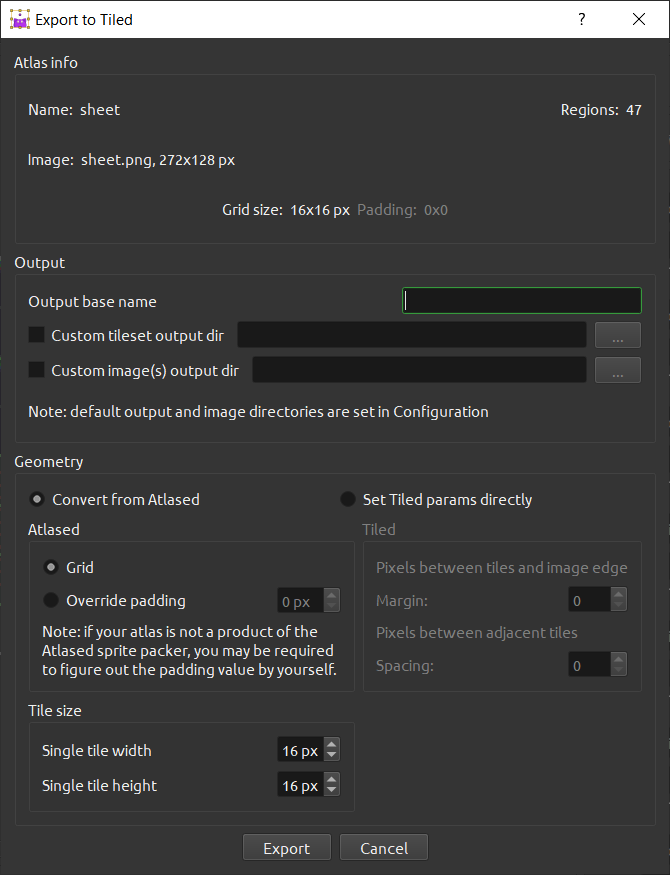 Export to Tiled
?
Atlas info
Name: sheet
Regions: 47
Image: sheet.png, 272x128 px
Grid size: 16x16 px Padding: 0x0
Output
Output base name
Custom tileset output dir
...
Custom image(s) output dir
...
Note: default output and image directories are set in Configuration
Geometry
Convert from Atlased
Set Tiled params directly
Atlased
Grid
Override padding
0 px
Note: if your atlas is not a product of the
Atlased sprite packer, you may be required
to figure out the padding value by yourself.
Tiled
Pixels between tiles and image edge
Margin:
0
Pixels between adjacent tiles
Spacing:
0
Tile size
Single tile width
16 px
Single tile height
16 px
Export
Cancel